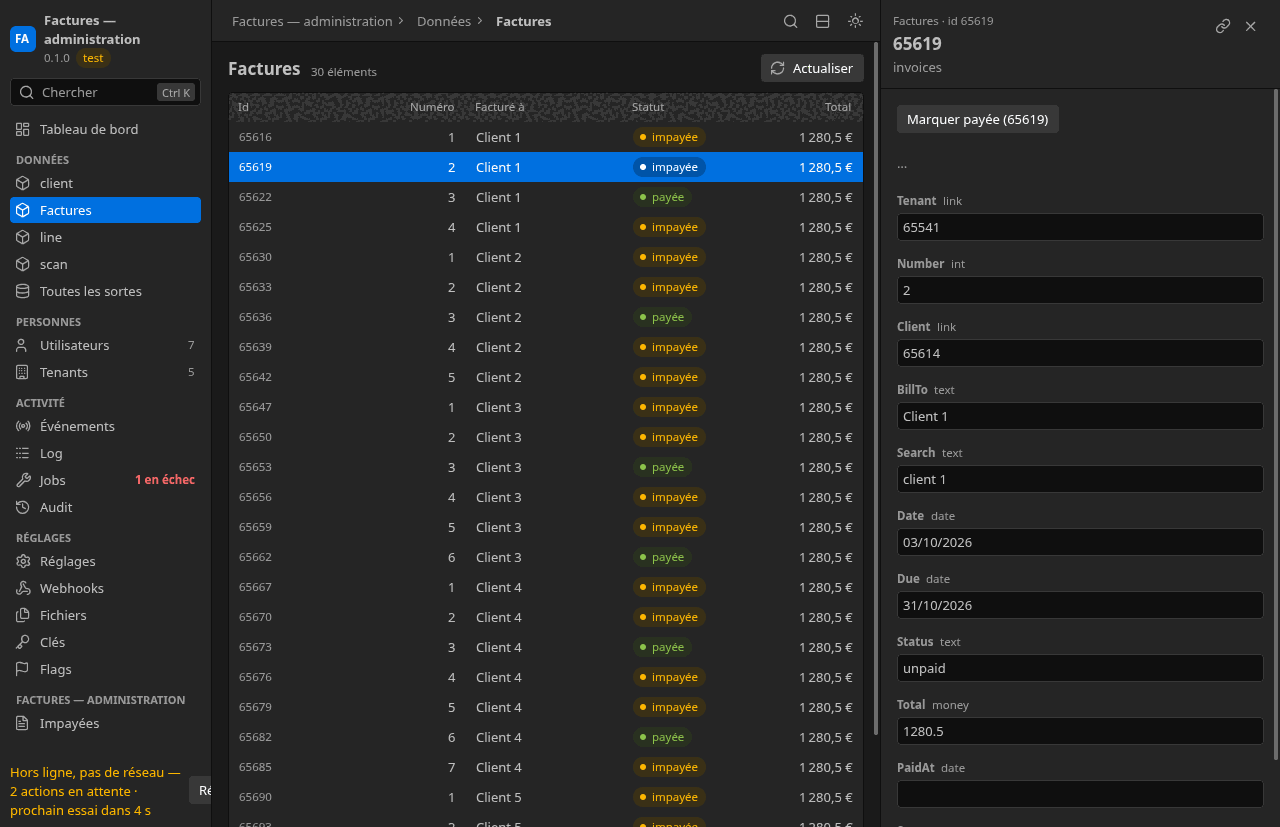 Factures — administration
0.1.0 test
Chercher Ctrl K
Tableau de bord
DONNÉES
client
Factures
line
scan
Toutes les sortes
PERSONNES
Utilisateurs 7
Tenants 5
ACTIVITÉ
Événements
Log
Jobs 1 en échec
Audit
RÉGLAGES
Réglages
Webhooks
Fichiers
Clés
Flags
FACTURES — ADMINISTRATION
Impayées
Hors ligne, pas de réseau —
2 actions en attente ·
prochain essai dans 4 s
Ré
Factures — administration > Données > Factures
Factures 30 éléments Actualiser
Id Numéro Facturé à Statut Total
65616 1 Client 1 impayée 1 280,5 €
65619 2 Client 1 impayée 1 280,5 €
65622 3 Client 1 payée 1 280,5 €
65625 4 Client 1 impayée 1 280,5 €
65630 1 Client 2 impayée 1 280,5 €
65633 2 Client 2 impayée 1 280,5 €
65636 3 Client 2 payée 1 280,5 €
65639 4 Client 2 impayée 1 280,5 €
65642 5 Client 2 impayée 1 280,5 €
65647 1 Client 3 impayée 1 280,5 €
65650 2 Client 3 impayée 1 280,5 €
65653 3 Client 3 payée 1 280,5 €
65656 4 Client 3 impayée 1 280,5 €
65659 5 Client 3 impayée 1 280,5 €
65662 6 Client 3 payée 1 280,5 €
65667 1 Client 4 impayée 1 280,5 €
65670 2 Client 4 impayée 1 280,5 €
65673 3 Client 4 payée 1 280,5 €
65676 4 Client 4 impayée 1 280,5 €
65679 5 Client 4 impayée 1 280,5 €
65682 6 Client 4 payée 1 280,5 €
65685 7 Client 4 impayée 1 280,5 €
65690 1 Client 5 impayée 1 280,5 €
65693 2 Client 5 impayée 1 280,5 €
Factures · id 65619
65619
invoices
Marquer payée (65619)
...
Tenant link
65541
Number int
2
Client link
65614
BillTo text
Client 1
Search text
client 1
Date date
03/10/2026
Due date
31/10/2026
Status text
unpaid
Total money
1280.5
PaidAt date